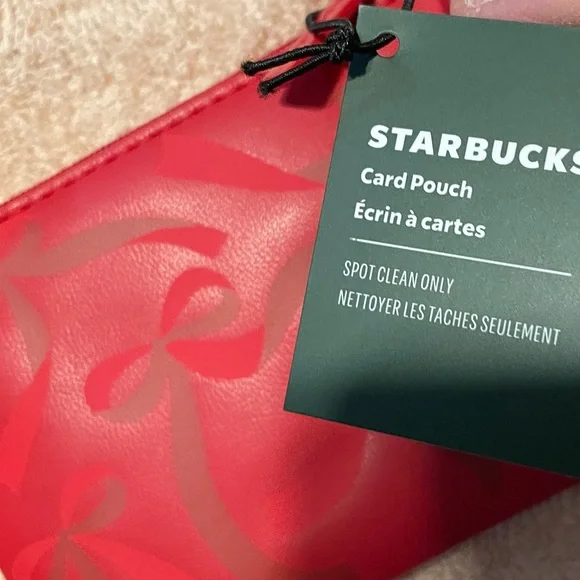 STARBUCKS
Card Pouch
Écrin à cartes
SPOT CLEAN ONLY
NETTOYER LES TACHES SEULEMENT